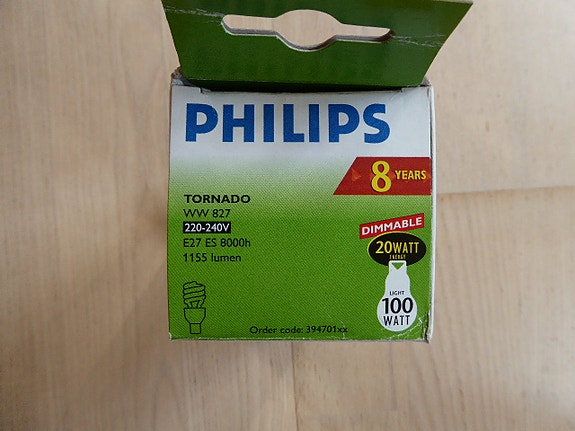 PHILIPS
8 YEARS
TORNADO
WW 827
220-240V
E27 ES 8000h
1155 lumen
DIMMABLE
20WATT
ENERGY
LIGHT
100
WATT
Order code: 394701xx